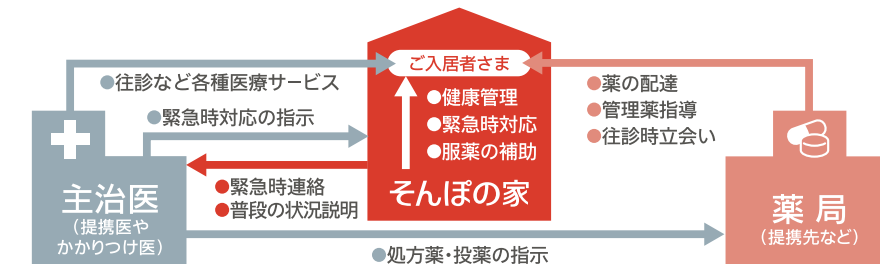 ご入居者さま
●往診など各種医療サービス
●緊急時対応の指示
●健康管理
●緊急時対応
●服薬の補助
●薬の配達
●管理薬指導
●往診時立会い
主治医
（提携医や
かかりつけ医）
●緊急時連絡
●普段の状況説明
そんぽの家
薬局
（提携先など）
●処方薬・投薬の指示